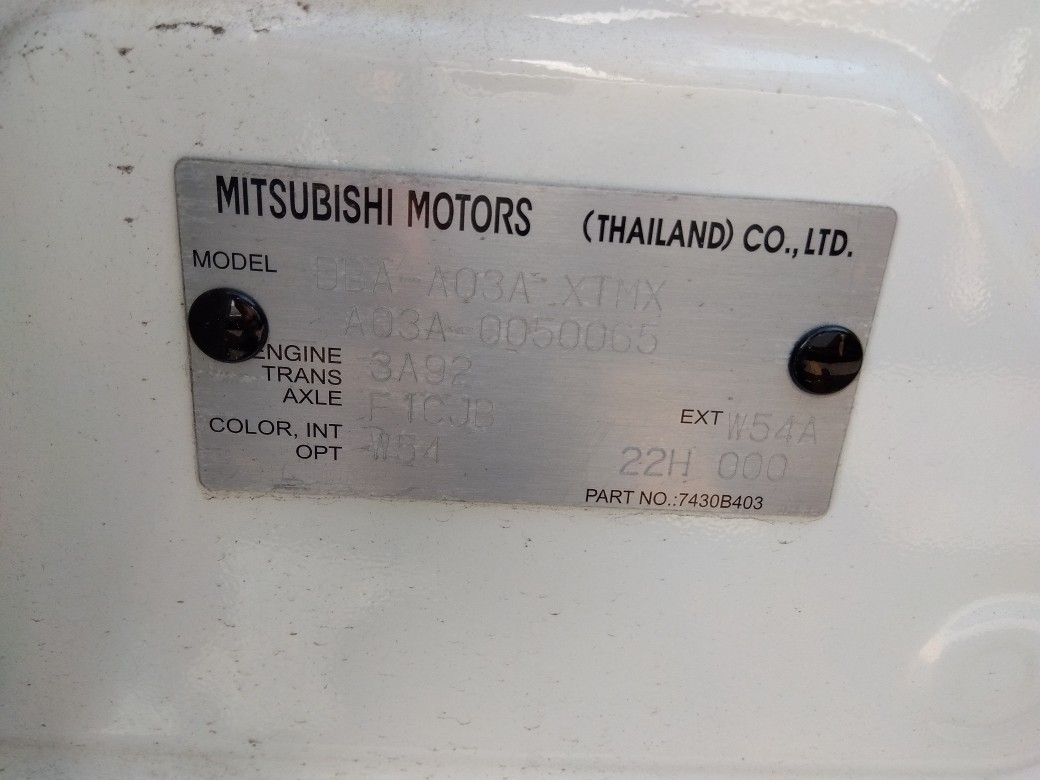 MITSUBISHI MOTORS (THAILAND) CO., LTD.
MODEL DBA-A03A XTMX
A03A-0050065
ENGINE 3A92
TRANS
AXLE F1CJB
EXT W54A
COLOR, INT W54
OPT 22H 000
PART NO.:7430B403